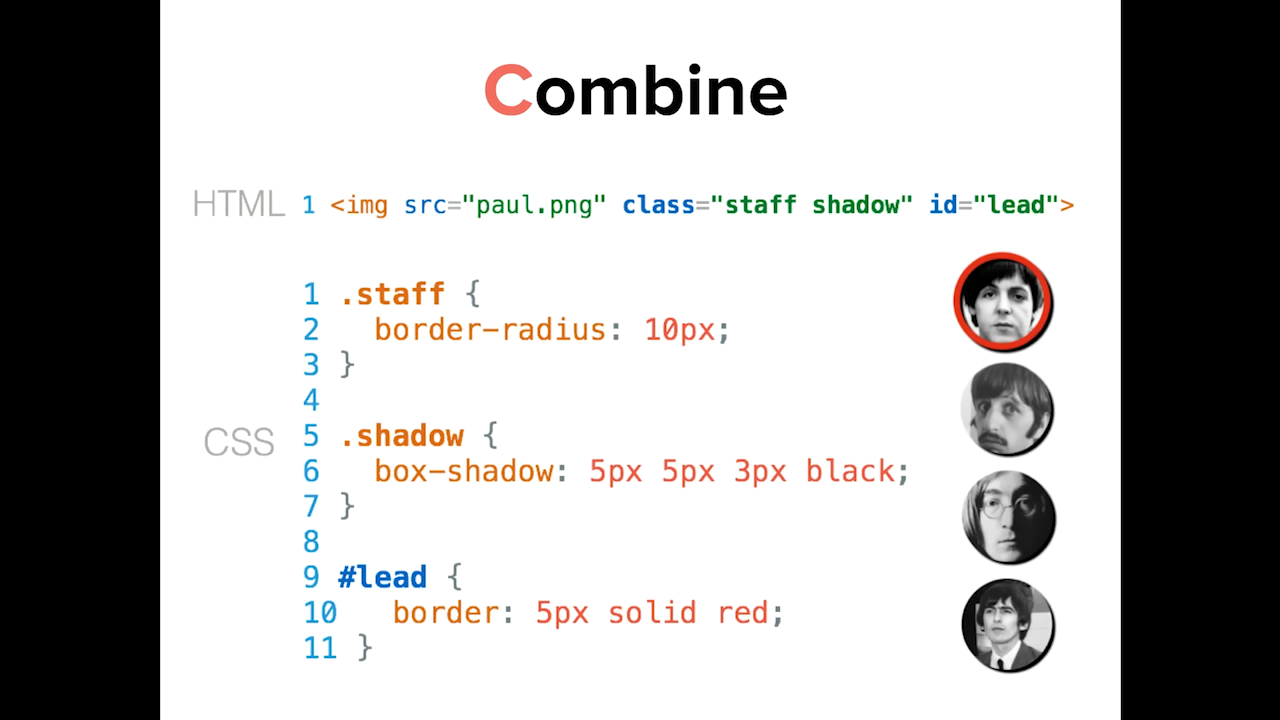 Combine
HTML 1 <img src="paul.png" class="staff shadow" id="lead">
CSS
1 .staff {
2 border-radius: 10px;
3 }
4
5 .shadow {
6 box-shadow: 5px 5px 3px black;
7 }
8
9 #lead {
10 border: 5px solid red;
11 }